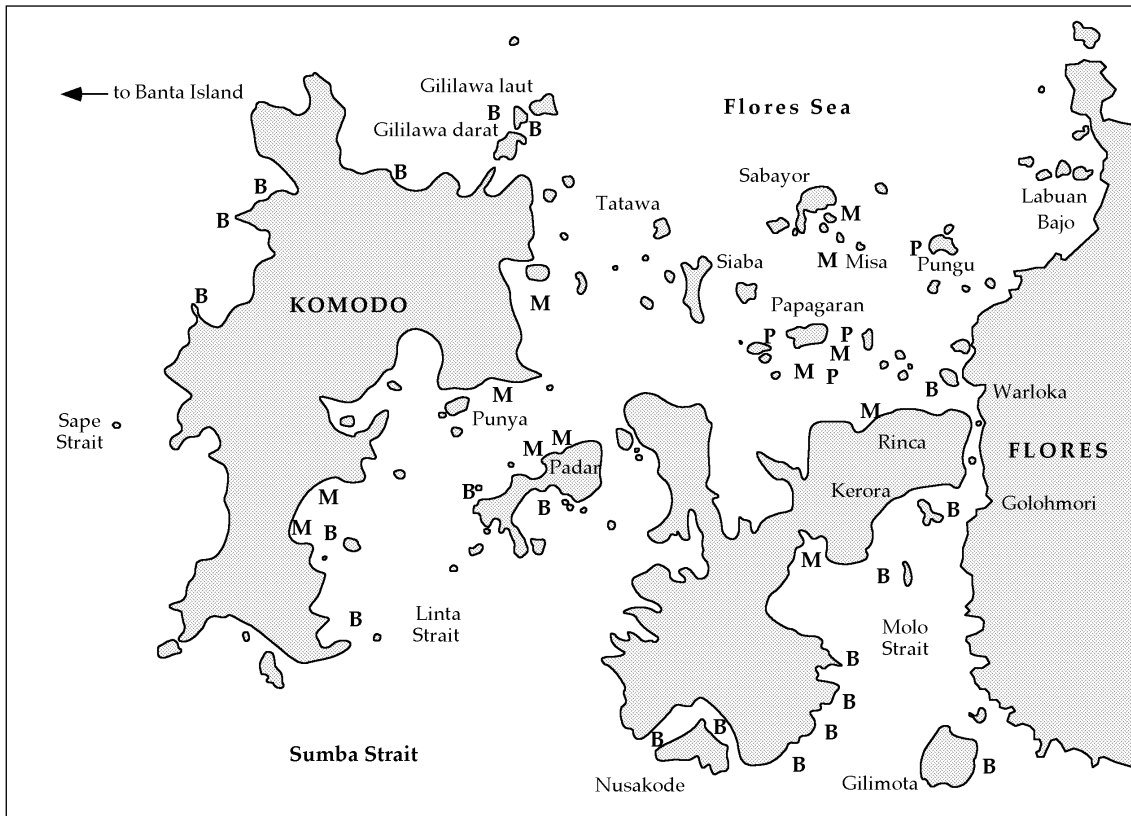 to Banta Island
Gililawa laut
B
Gililawa darat
B
Flores Sea
B
B
B
Sabayor
Tatawa
M
Labuan
Bajo
P
Siaba
M
Misa
Pungu
B
KOMODO
M
Papagaran
P
P
M
M
P
B
M
Warloka
Punya
M
Sape
Strait
M
M
Rinca
FLORES
Padar
B
Kerora
M
B
B
Golohmori
M
B
M
B
B
Linta
Strait
Molo
Strait
B
B
B
B
B
Sumba Strait
B
B
Nusakode
Gilimota